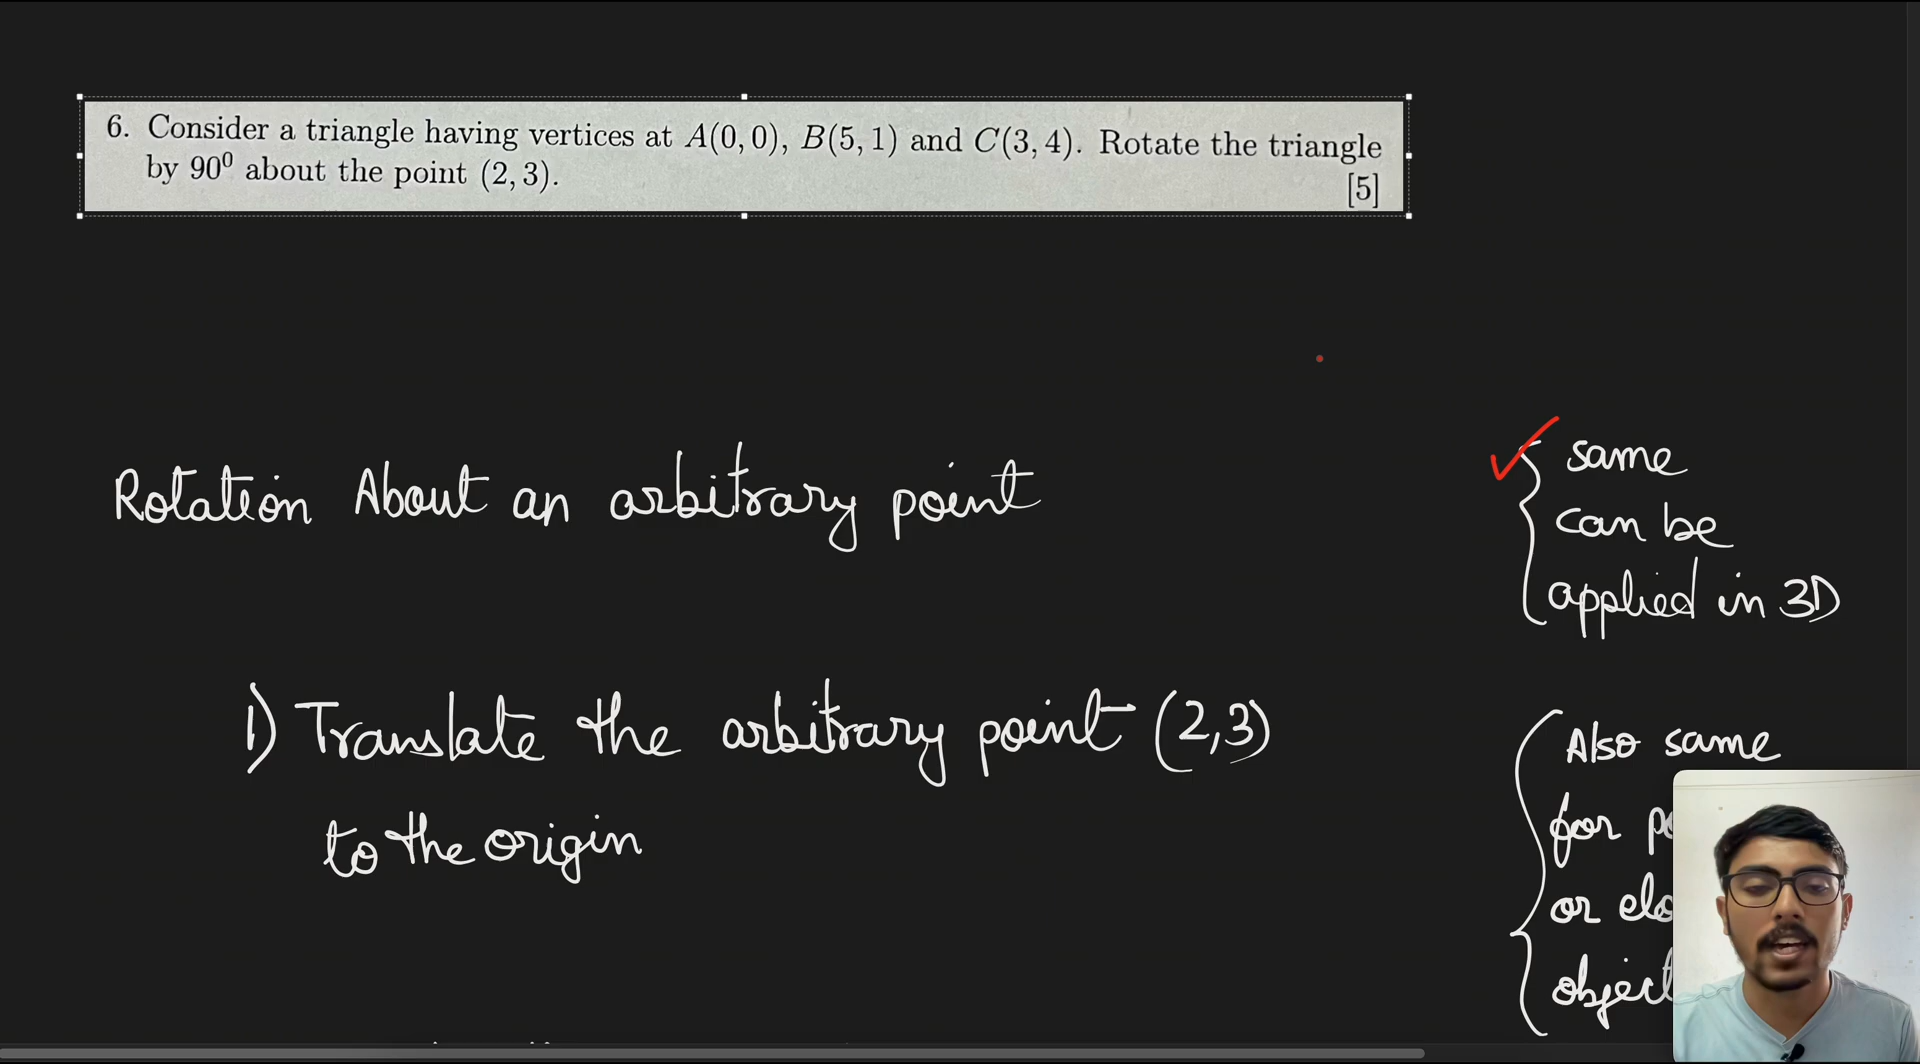 6. Consider a triangle having vertices at A(0, 0), B(5, 1) and C(3, 4). Rotate the triangle
by 90⁰ about the point (2, 3).
[5]
Rotation About an arbitrary point
1) Translate the arbitrary point (2,3)
to the origin
same
can be
applied in 3D
Also same
for
or
object